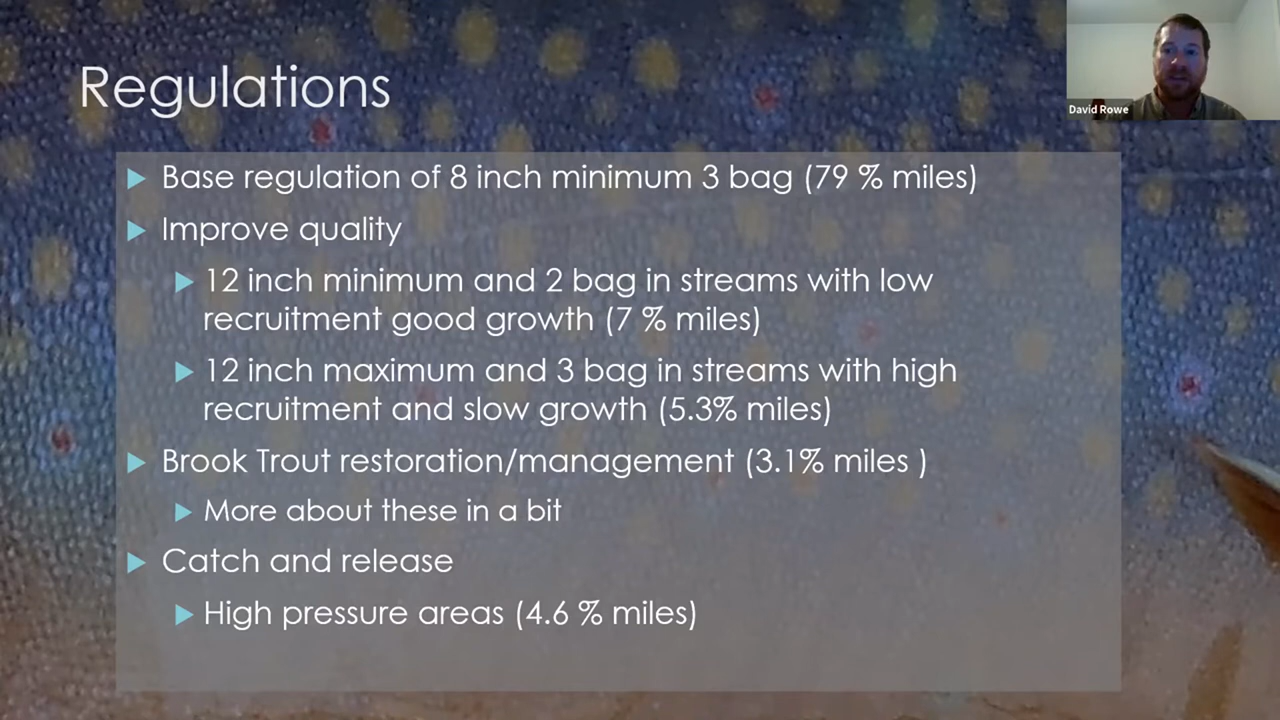 Regulations
David Rowe
Base regulation of 8 inch minimum 3 bag (79 % miles)
Improve quality
12 inch minimum and 2 bag in streams with low
recruitment good growth (7 % miles)
12 inch maximum and 3 bag in streams with high
recruitment and slow growth (5.3% miles)
Brook Trout restoration/management (3.1% miles )
More about these in a bit
Catch and release
High pressure areas (4.6 % miles)